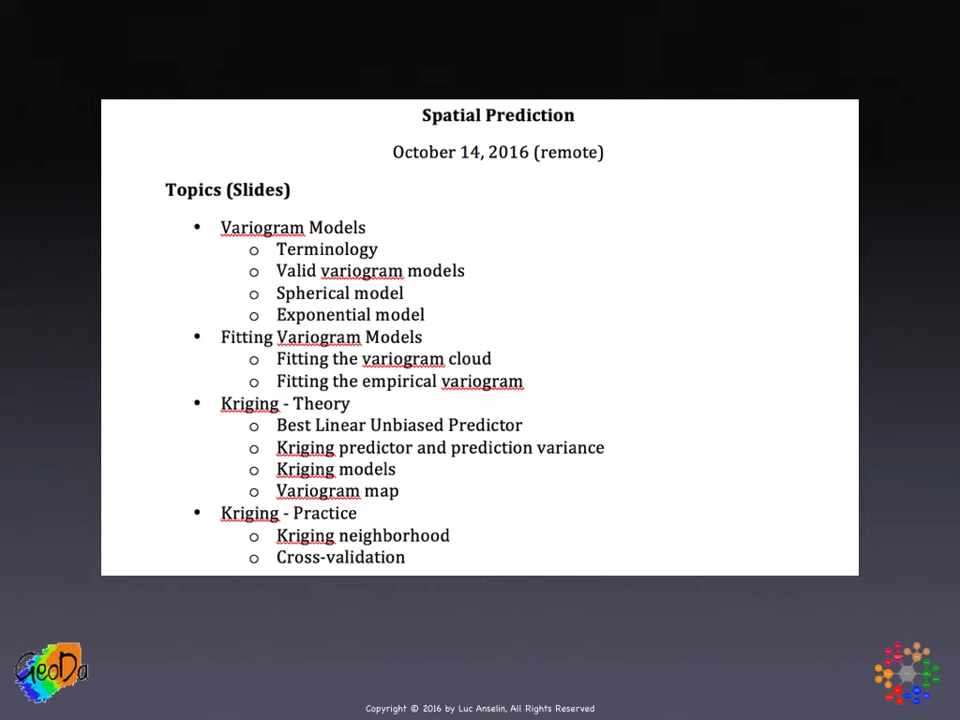 Spatial Prediction
October 14, 2016 (remote)
Topics (Slides)
• Variogram Models
o Terminology
o Valid variogram models
o Spherical model
o Exponential model
• Fitting Variogram Models
o Fitting the variogram cloud
o Fitting the empirical variogram
• Kriging - Theory
o Best Linear Unbiased Predictor
o Kriging predictor and prediction variance
o Kriging models
o Variogram map
• Kriging - Practice
o Kriging neighborhood
o Cross-validation
GeoDa
Copyright © 2016 by Luc Anselin, All Rights Reserved